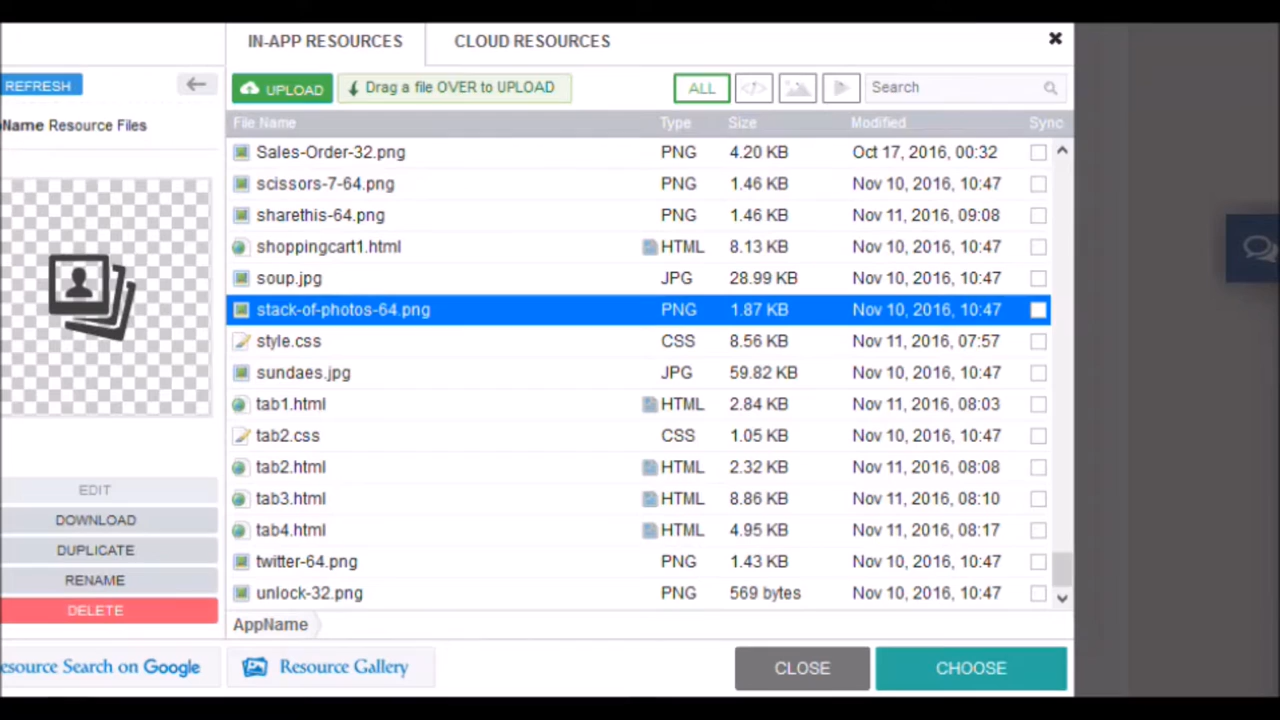 IN-APP RESOURCES CLOUD RESOURCES
REFRESH
UPLOAD Drag a file OVER to UPLOAD ALL Search
Name Resource Files
File Name Type Size Modified Sync
Sales-Order-32.png PNG 4.20 KB Oct 17, 2016, 00:32
scissors-7-64.png PNG 1.46 KB Nov 10, 2016, 10:47
sharethis-64.png PNG 1.46 KB Nov 11, 2016, 09:08
shoppingcart1.html HTML 8.13 KB Nov 10, 2016, 10:47
soup.jpg JPG 28.99 KB Nov 10, 2016, 10:47
stack-of-photos-64.png PNG 1.87 KB Nov 10, 2016, 10:47
style.css CSS 8.56 KB Nov 11, 2016, 07:57
sundaes.jpg JPG 59.82 KB Nov 10, 2016, 10:47
tab1.html HTML 2.84 KB Nov 11, 2016, 08:03
tab2.css CSS 1.05 KB Nov 10, 2016, 10:47
tab2.html HTML 2.32 KB Nov 11, 2016, 08:08
tab3.html HTML 8.86 KB Nov 11, 2016, 08:10
tab4.html HTML 4.95 KB Nov 11, 2016, 08:17
twitter-64.png PNG 1.43 KB Nov 10, 2016, 10:47
unlock-32.png PNG 569 bytes Nov 10, 2016, 10:47
EDIT
DOWNLOAD
DUPLICATE
RENAME
DELETE
AppName
esource Search on Google Resource Gallery CLOSE CHOOSE